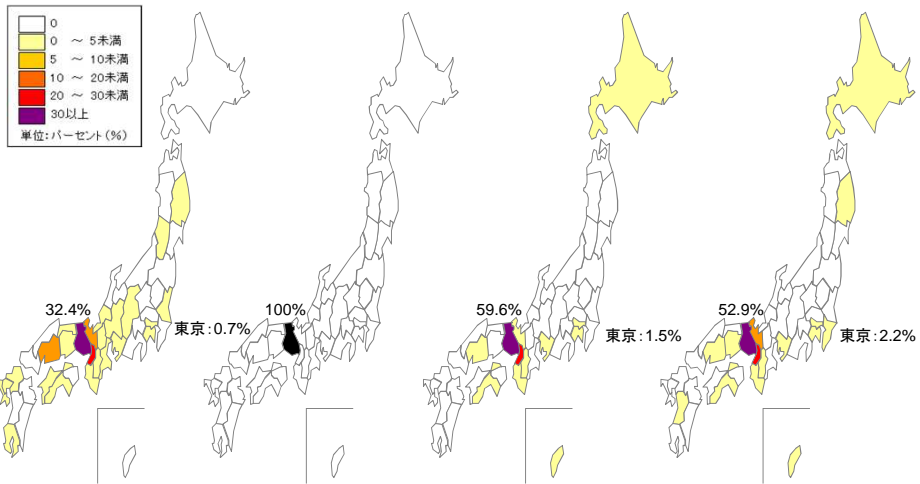 0
0 ～ 5未満
5 ～ 10未満
10 ～ 20未満
20 ～ 30未満
30以上
単位:パーセント(%)
32.4%
東京:0.7%
100%
59.6%
東京:1.5%
52.9%
東京:2.2%